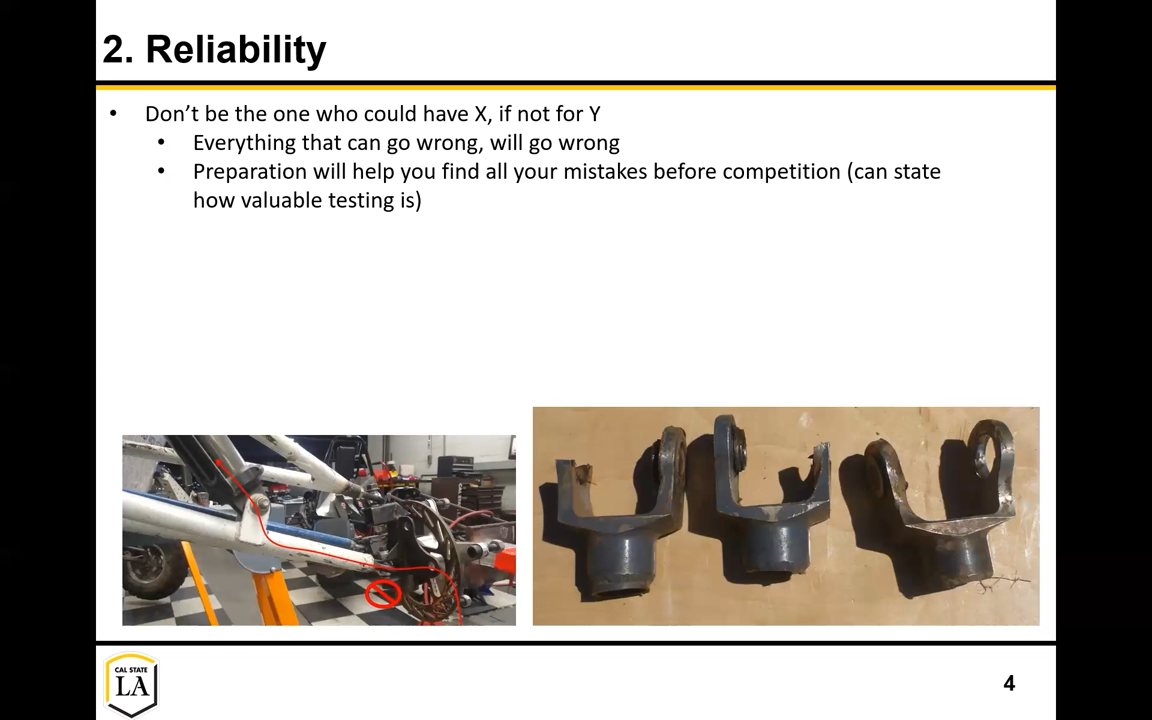 2. Reliability
• Don’t be the one who could have X, if not for Y
• Everything that can go wrong, will go wrong
• Preparation will help you find all your mistakes before competition (can state
how valuable testing is)
CAL STATE
LA
4